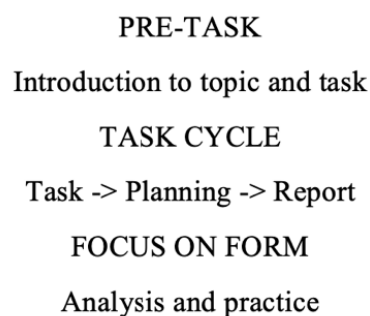 PRE-TASK
Introduction to topic and task
TASK CYCLE
Task -> Planning -> Report
FOCUS ON FORM
Analysis and practice